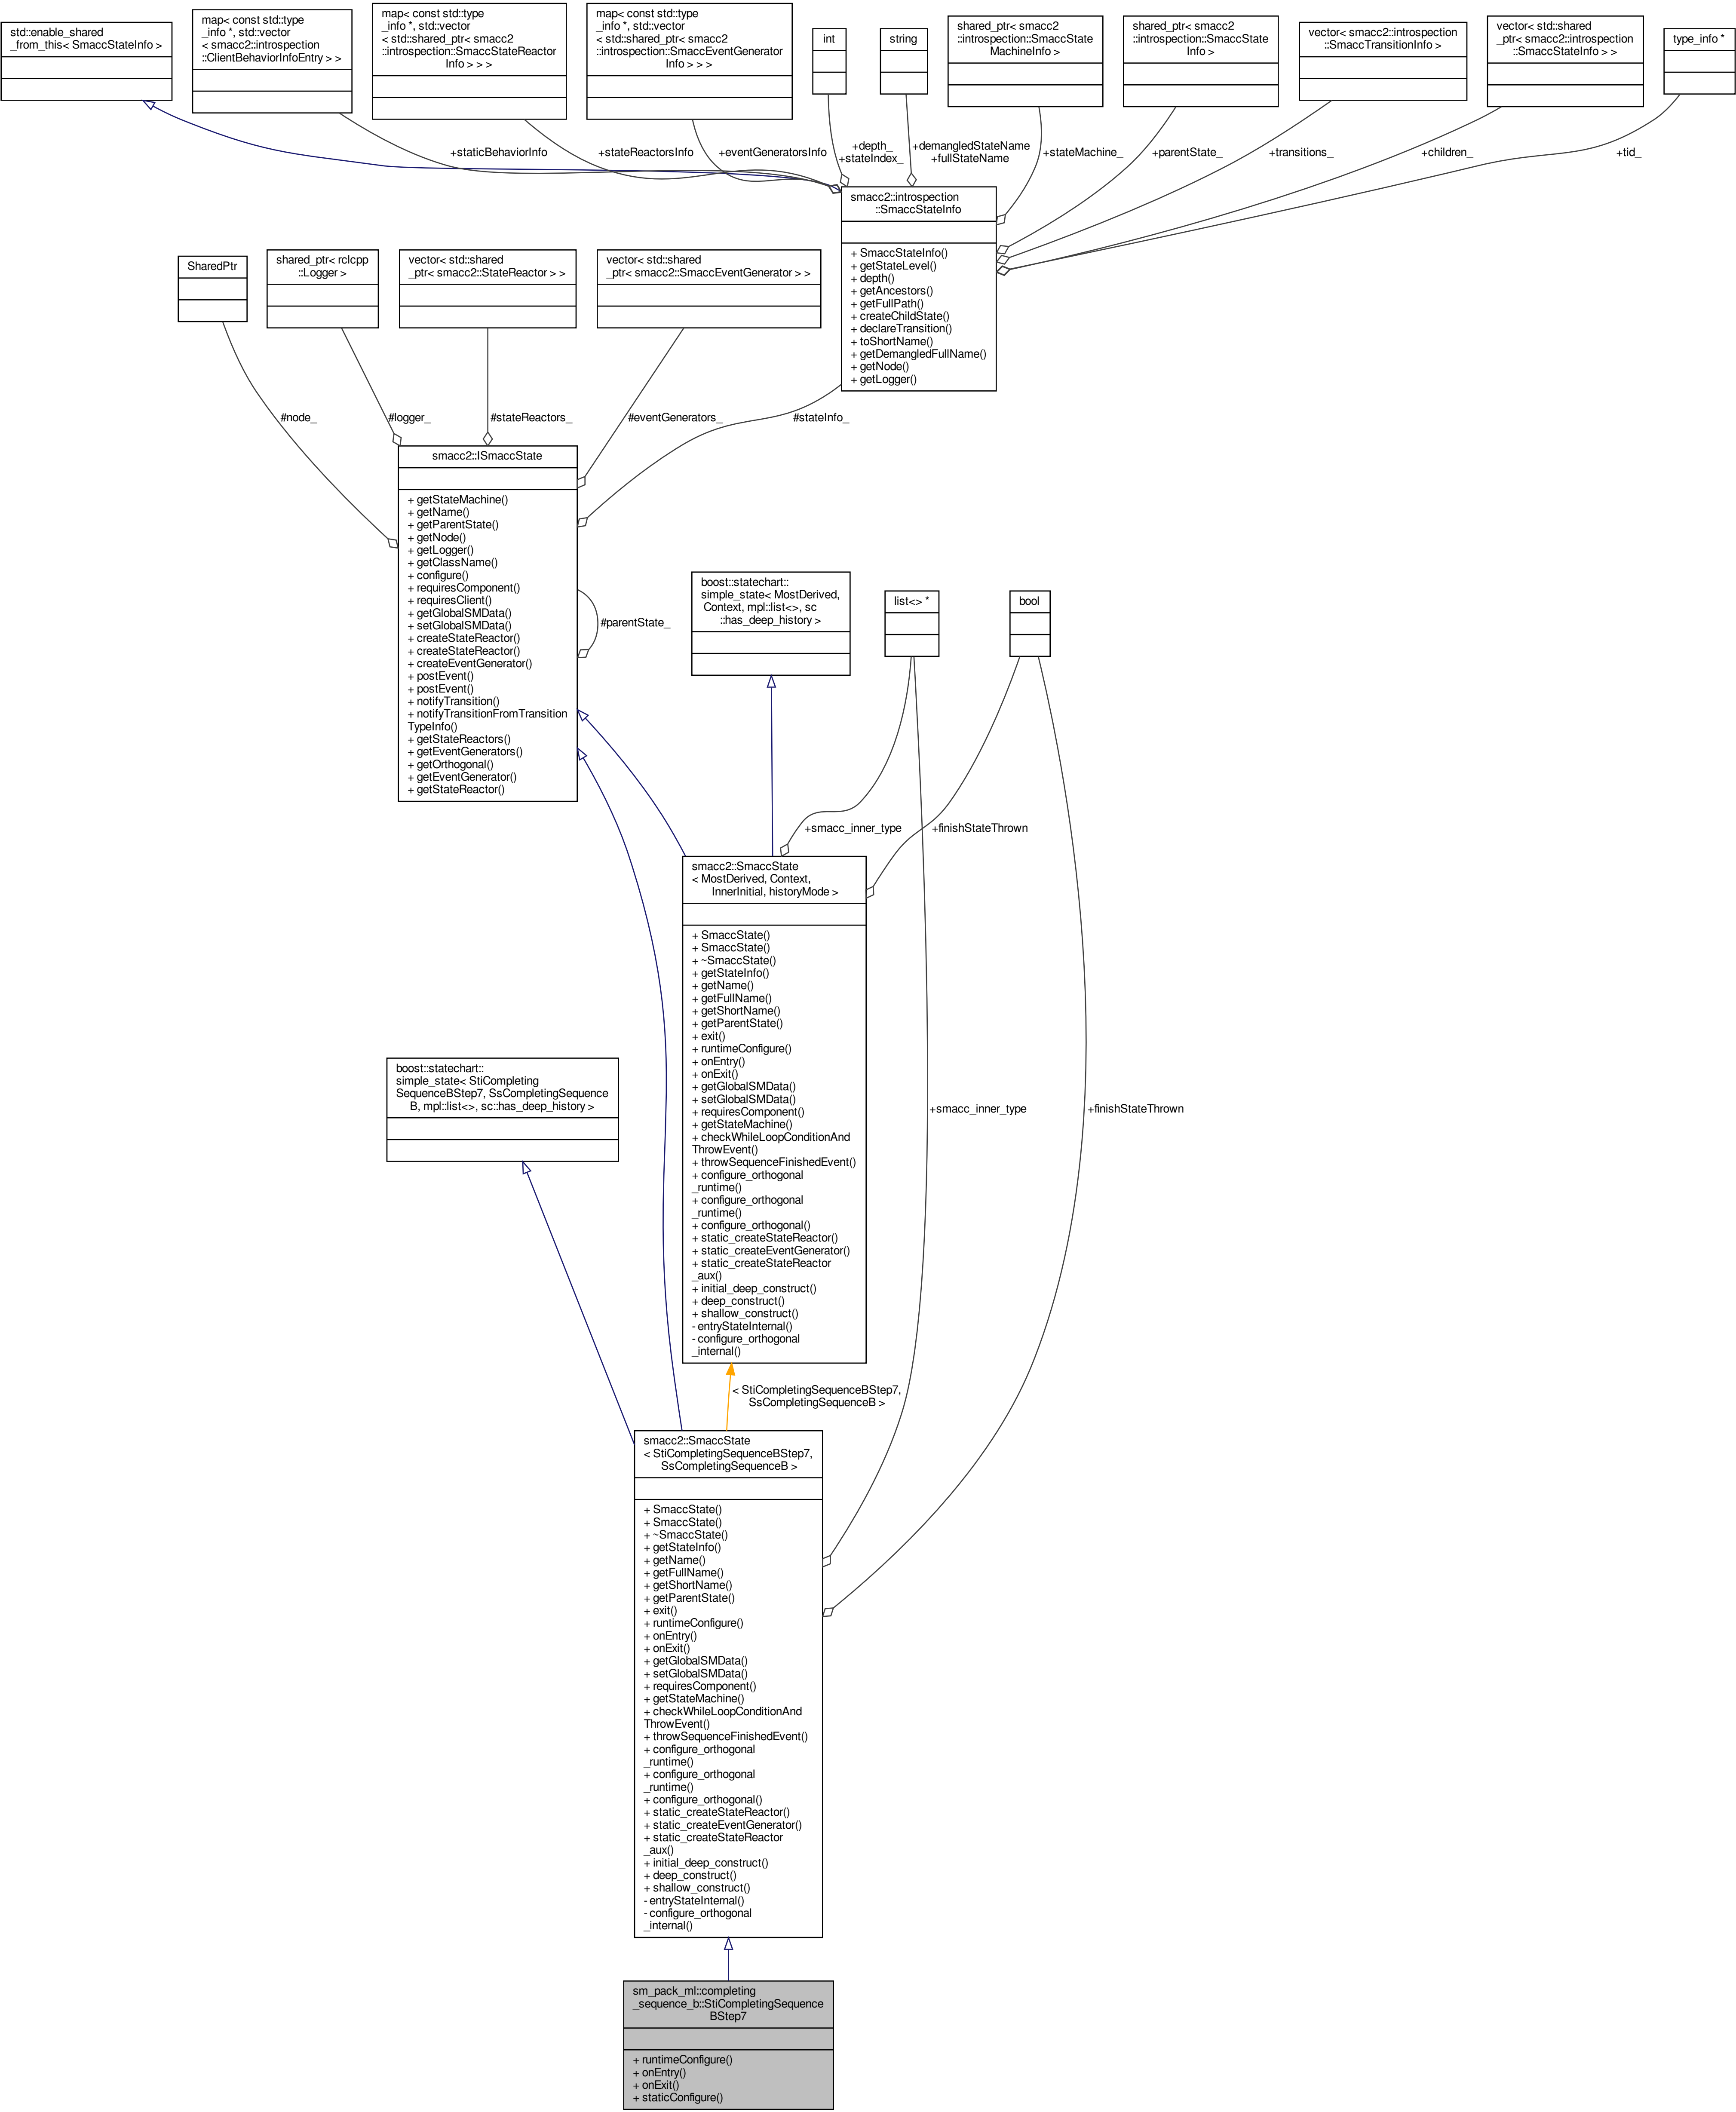 std::enable_shared
_from_this< SmaccStateInfo >
map< const std::type
_info *, std::vector
< smacc2::introspection
::ClientBehaviorInfoEntry > >
map< const std::type
_info *, std::vector
< std::shared_ptr< smacc2
::introspection::SmaccStateReactor
Info > > >
map< const std::type
_info *, std::vector
< std::shared_ptr< smacc2
::introspection::SmaccEventGenerator
Info > > >
int
string
shared_ptr< smacc2
::introspection::SmaccState
MachineInfo >
shared_ptr< smacc2
::introspection::SmaccState
Info >
vector< smacc2::introspection
::SmaccTransitionInfo >
vector< std::shared
_ptr< smacc2::introspection
::SmaccStateInfo > >
type_info *
+staticBehaviorInfo
+stateReactorsInfo
+eventGeneratorsInfo
+depth_
+stateIndex_
+demangledStateName
+fullStateName
+stateMachine_
+parentState_
+transitions_
+children_
+tid_
smacc2::introspection
::SmaccStateInfo
+ SmaccStateInfo()
+ getStateLevel()
+ depth()
+ getAncestors()
+ getFullPath()
+ createChildState()
+ declareTransition()
+ toShortName()
+ getDemangledFullName()
+ getNode()
+ getLogger()
SharedPtr
shared_ptr< rclcpp
::Logger >
vector< std::shared
_ptr< smacc2::StateReactor > >
vector< std::shared
_ptr< smacc2::SmaccEventGenerator > >
#node_
#logger_
#stateReactors_
#eventGenerators_
#stateInfo_
smacc2::ISmaccState
+ getStateMachine()
+ getName()
+ getParentState()
+ getNode()
+ getLogger()
+ getClassName()
+ configure()
+ requiresComponent()
+ requiresClient()
+ getGlobalSMData()
+ setGlobalSMData()
+ createStateReactor()
+ createStateReactor()
+ createEventGenerator()
+ postEvent()
+ postEvent()
+ notifyTransition()
+ notifyTransitionFromTransition
TypeInfo()
+ getStateReactors()
+ getEventGenerators()
+ getOrthogonal()
+ getEventGenerator()
+ getStateReactor()
#parentState_
boost::statechart::
simple_state< MostDerived,
Context, mpl::list<>, sc
::has_deep_history >
list<> *
bool
+smacc_inner_type
+finishStateThrown
smacc2::SmaccState
< MostDerived, Context,
InnerInitial, historyMode >
+ SmaccState()
+ SmaccState()
+ ~SmaccState()
+ getStateInfo()
+ getName()
+ getFullName()
+ getShortName()
+ getParentState()
+ exit()
+ runtimeConfigure()
+ onEntry()
+ onExit()
+ getGlobalSMData()
+ setGlobalSMData()
+ requiresComponent()
+ getStateMachine()
+ checkWhileLoopConditionAnd
ThrowEvent()
+ throwSequenceFinishedEvent()
+ configure_orthogonal
_runtime()
+ configure_orthogonal
_runtime()
+ configure_orthogonal()
+ static_createStateReactor()
+ static_createEventGenerator()
+ static_createStateReactor
_aux()
+ initial_deep_construct()
+ deep_construct()
+ shallow_construct()
- entryStateInternal()
- configure_orthogonal
_internal()
boost::statechart::
simple_state< StiCompleting
SequenceBStep7, SsCompletingSequence
B, mpl::list<>, sc::has_deep_history >
+smacc_inner_type
+finishStateThrown
< StiCompletingSequenceBStep7,
SsCompletingSequenceB >
smacc2::SmaccState
< StiCompletingSequenceBStep7,
SsCompletingSequenceB >
+ SmaccState()
+ SmaccState()
+ ~SmaccState()
+ getStateInfo()
+ getName()
+ getFullName()
+ getShortName()
+ getParentState()
+ exit()
+ runtimeConfigure()
+ onEntry()
+ onExit()
+ getGlobalSMData()
+ setGlobalSMData()
+ requiresComponent()
+ getStateMachine()
+ checkWhileLoopConditionAnd
ThrowEvent()
+ throwSequenceFinishedEvent()
+ configure_orthogonal
_runtime()
+ configure_orthogonal
_runtime()
+ configure_orthogonal()
+ static_createStateReactor()
+ static_createEventGenerator()
+ static_createStateReactor
_aux()
+ initial_deep_construct()
+ deep_construct()
+ shallow_construct()
- entryStateInternal()
- configure_orthogonal
_internal()
sm_pack_ml::completing
_sequence_b::StiCompletingSequence
BStep7
+ runtimeConfigure()
+ onEntry()
+ onExit()
+ staticConfigure()